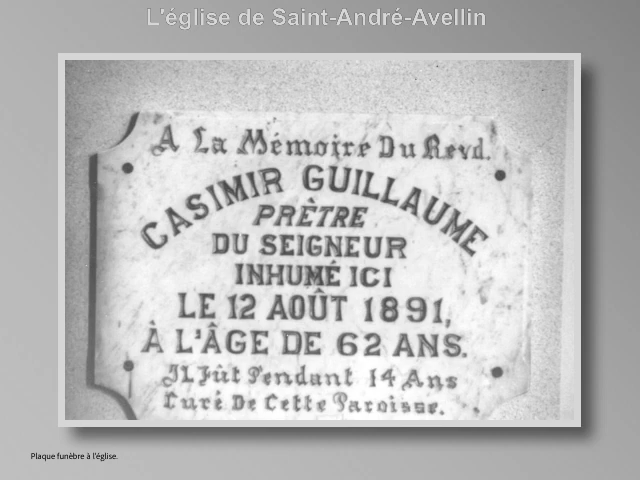 L'église de Saint-André-Avellin
A La Mémoire Du Revd.
CASIMIR GUILLAUME
PRÈTRE
DU SEIGNEUR
INHUMÉ ICI
LE 12 AOÛT 1891,
À L'ÂGE DE 62 ANS.
Il Fût Pendant 14 Ans
Curé De Cette Paroisse.
Plaque funèbre à l'église.